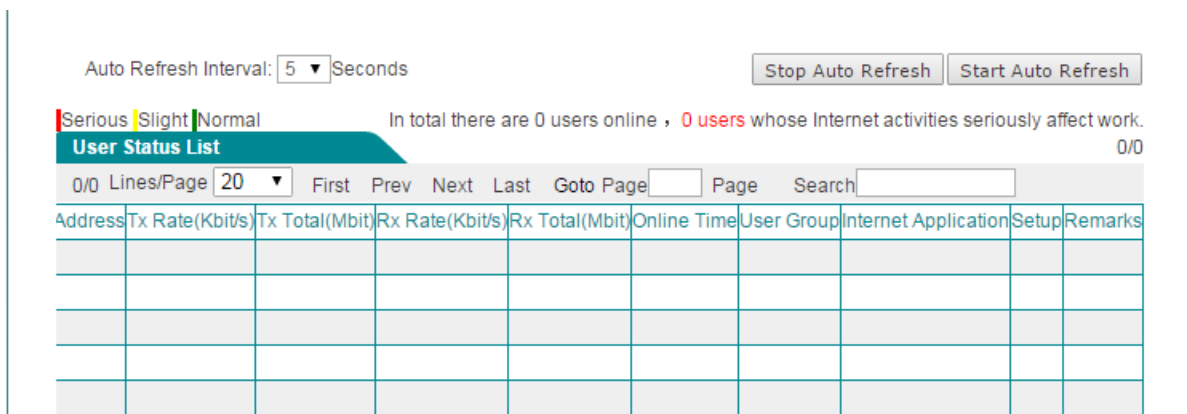 Auto Refresh Interval: 5 ▼ Seconds Stop Auto Refresh Start Auto Refresh
Serious Slight Normal In total there are 0 users online ， 0 users whose Internet activities seriously affect work.
User Status List 0/0
0/0 Lines/Page 20 ▼ First Prev Next Last Goto Page Page Search
Address Tx Rate(Kbit/s) Tx Total(Mbit) Rx Rate(Kbit/s) Rx Total(Mbit) Online Time User Group Internet Application Setup Remarks